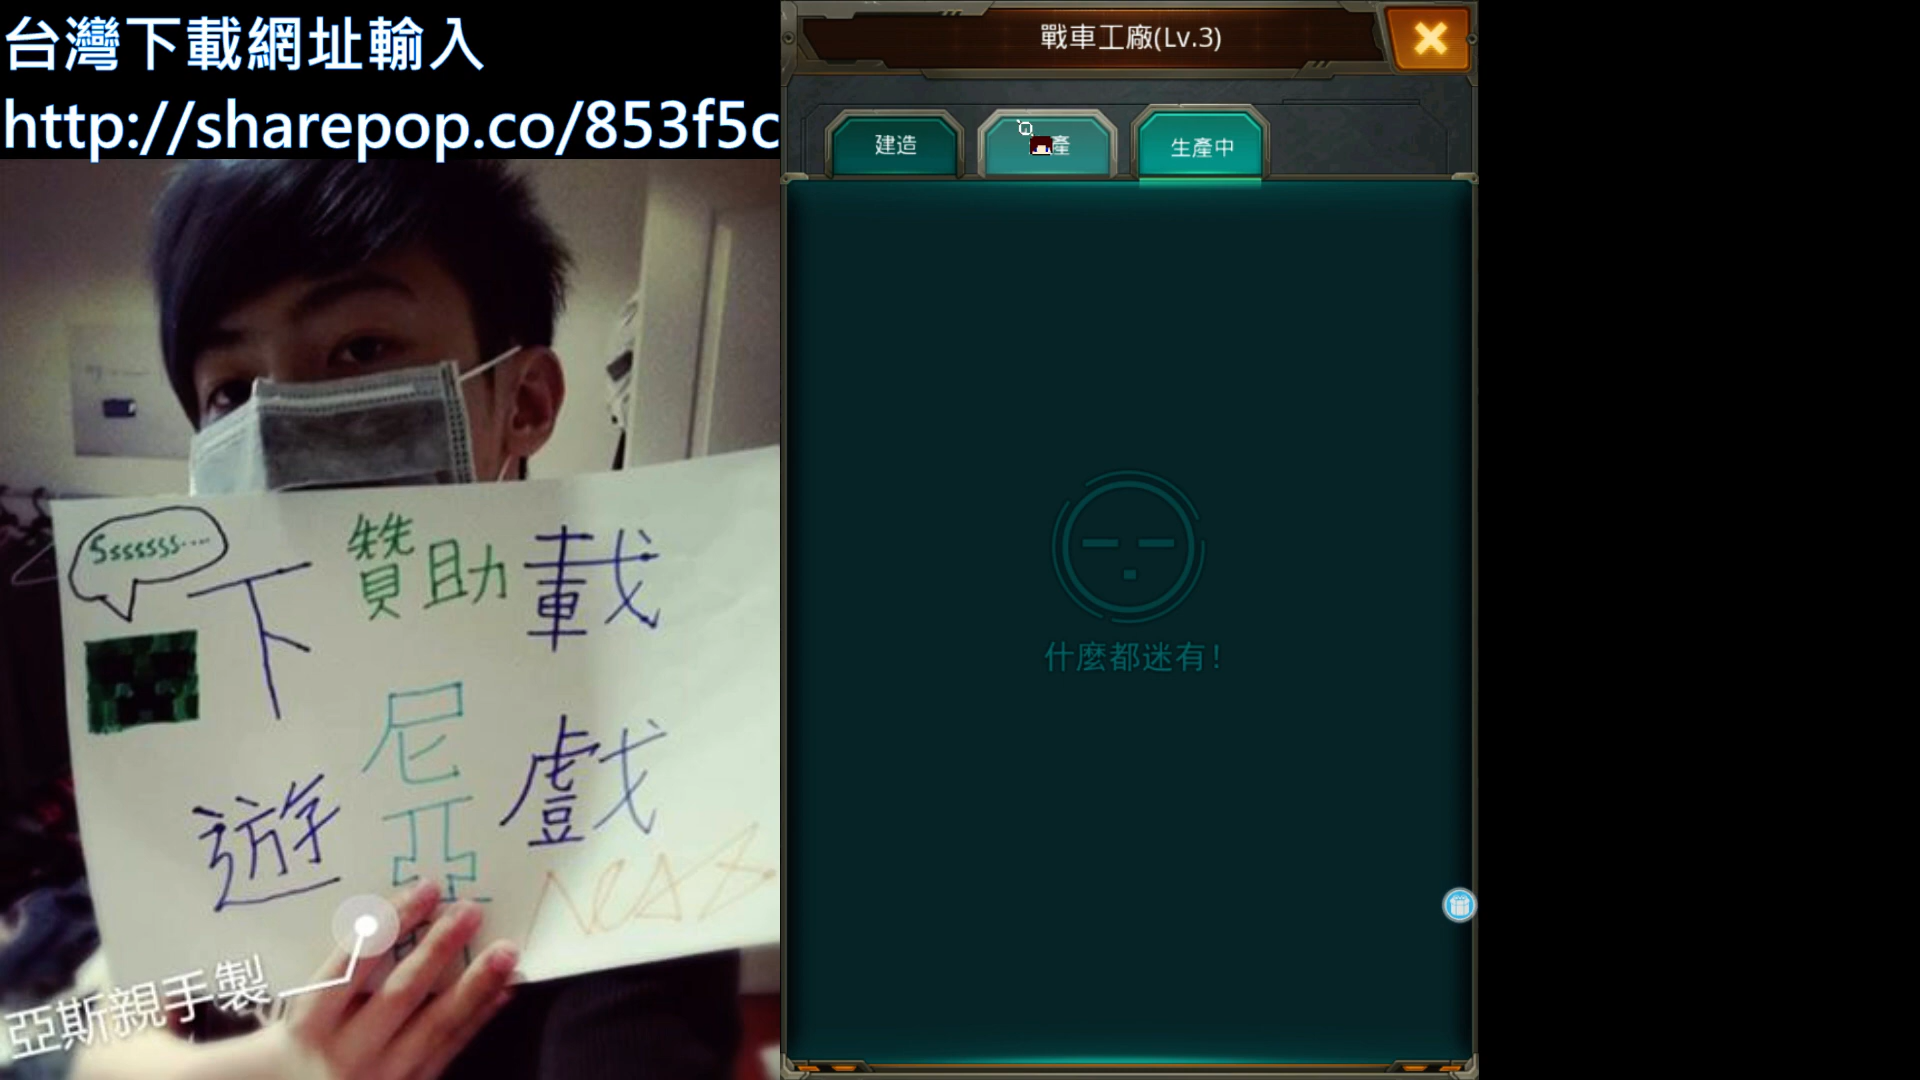 台灣下載網址輸入
http://sharepop.co/853f5c
Ssssssss....
下載
贊助
遊戲
尼亞
亞斯親手製
戰車工廠(Lv.3)
建造
產
生產中
什麼都迷有!